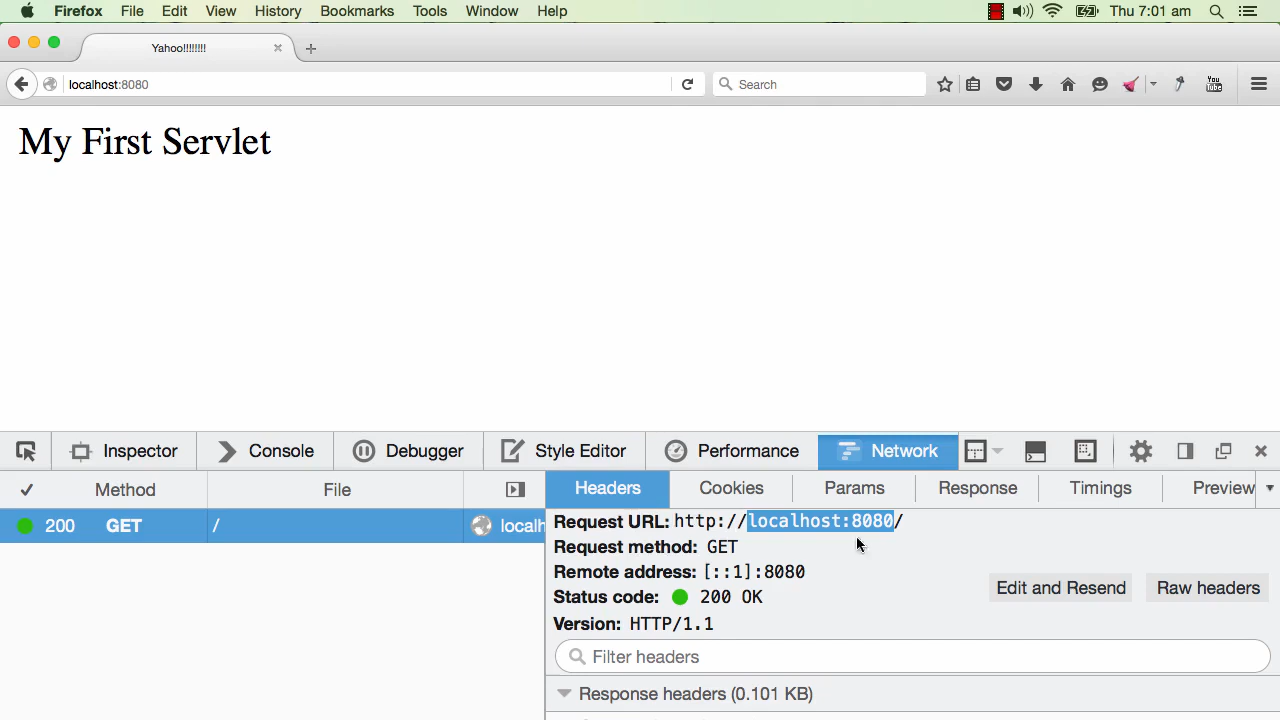 Firefox File Edit View History Bookmarks Tools Window Help Thu 7:01 am
Yahoo!!!!!!!!
localhost:8080 Search You Tube
My First Servlet
Inspector Console Debugger Style Editor Performance Network
✓ Method File Headers Cookies Params Response Timings Preview
200 GET / localh
Request URL: http://localhost:8080/
Request method: GET
Remote address: [::1]:8080
Edit and Resend Raw headers
Status code: 200 OK
Version: HTTP/1.1
Filter headers
Response headers (0.101 KB)